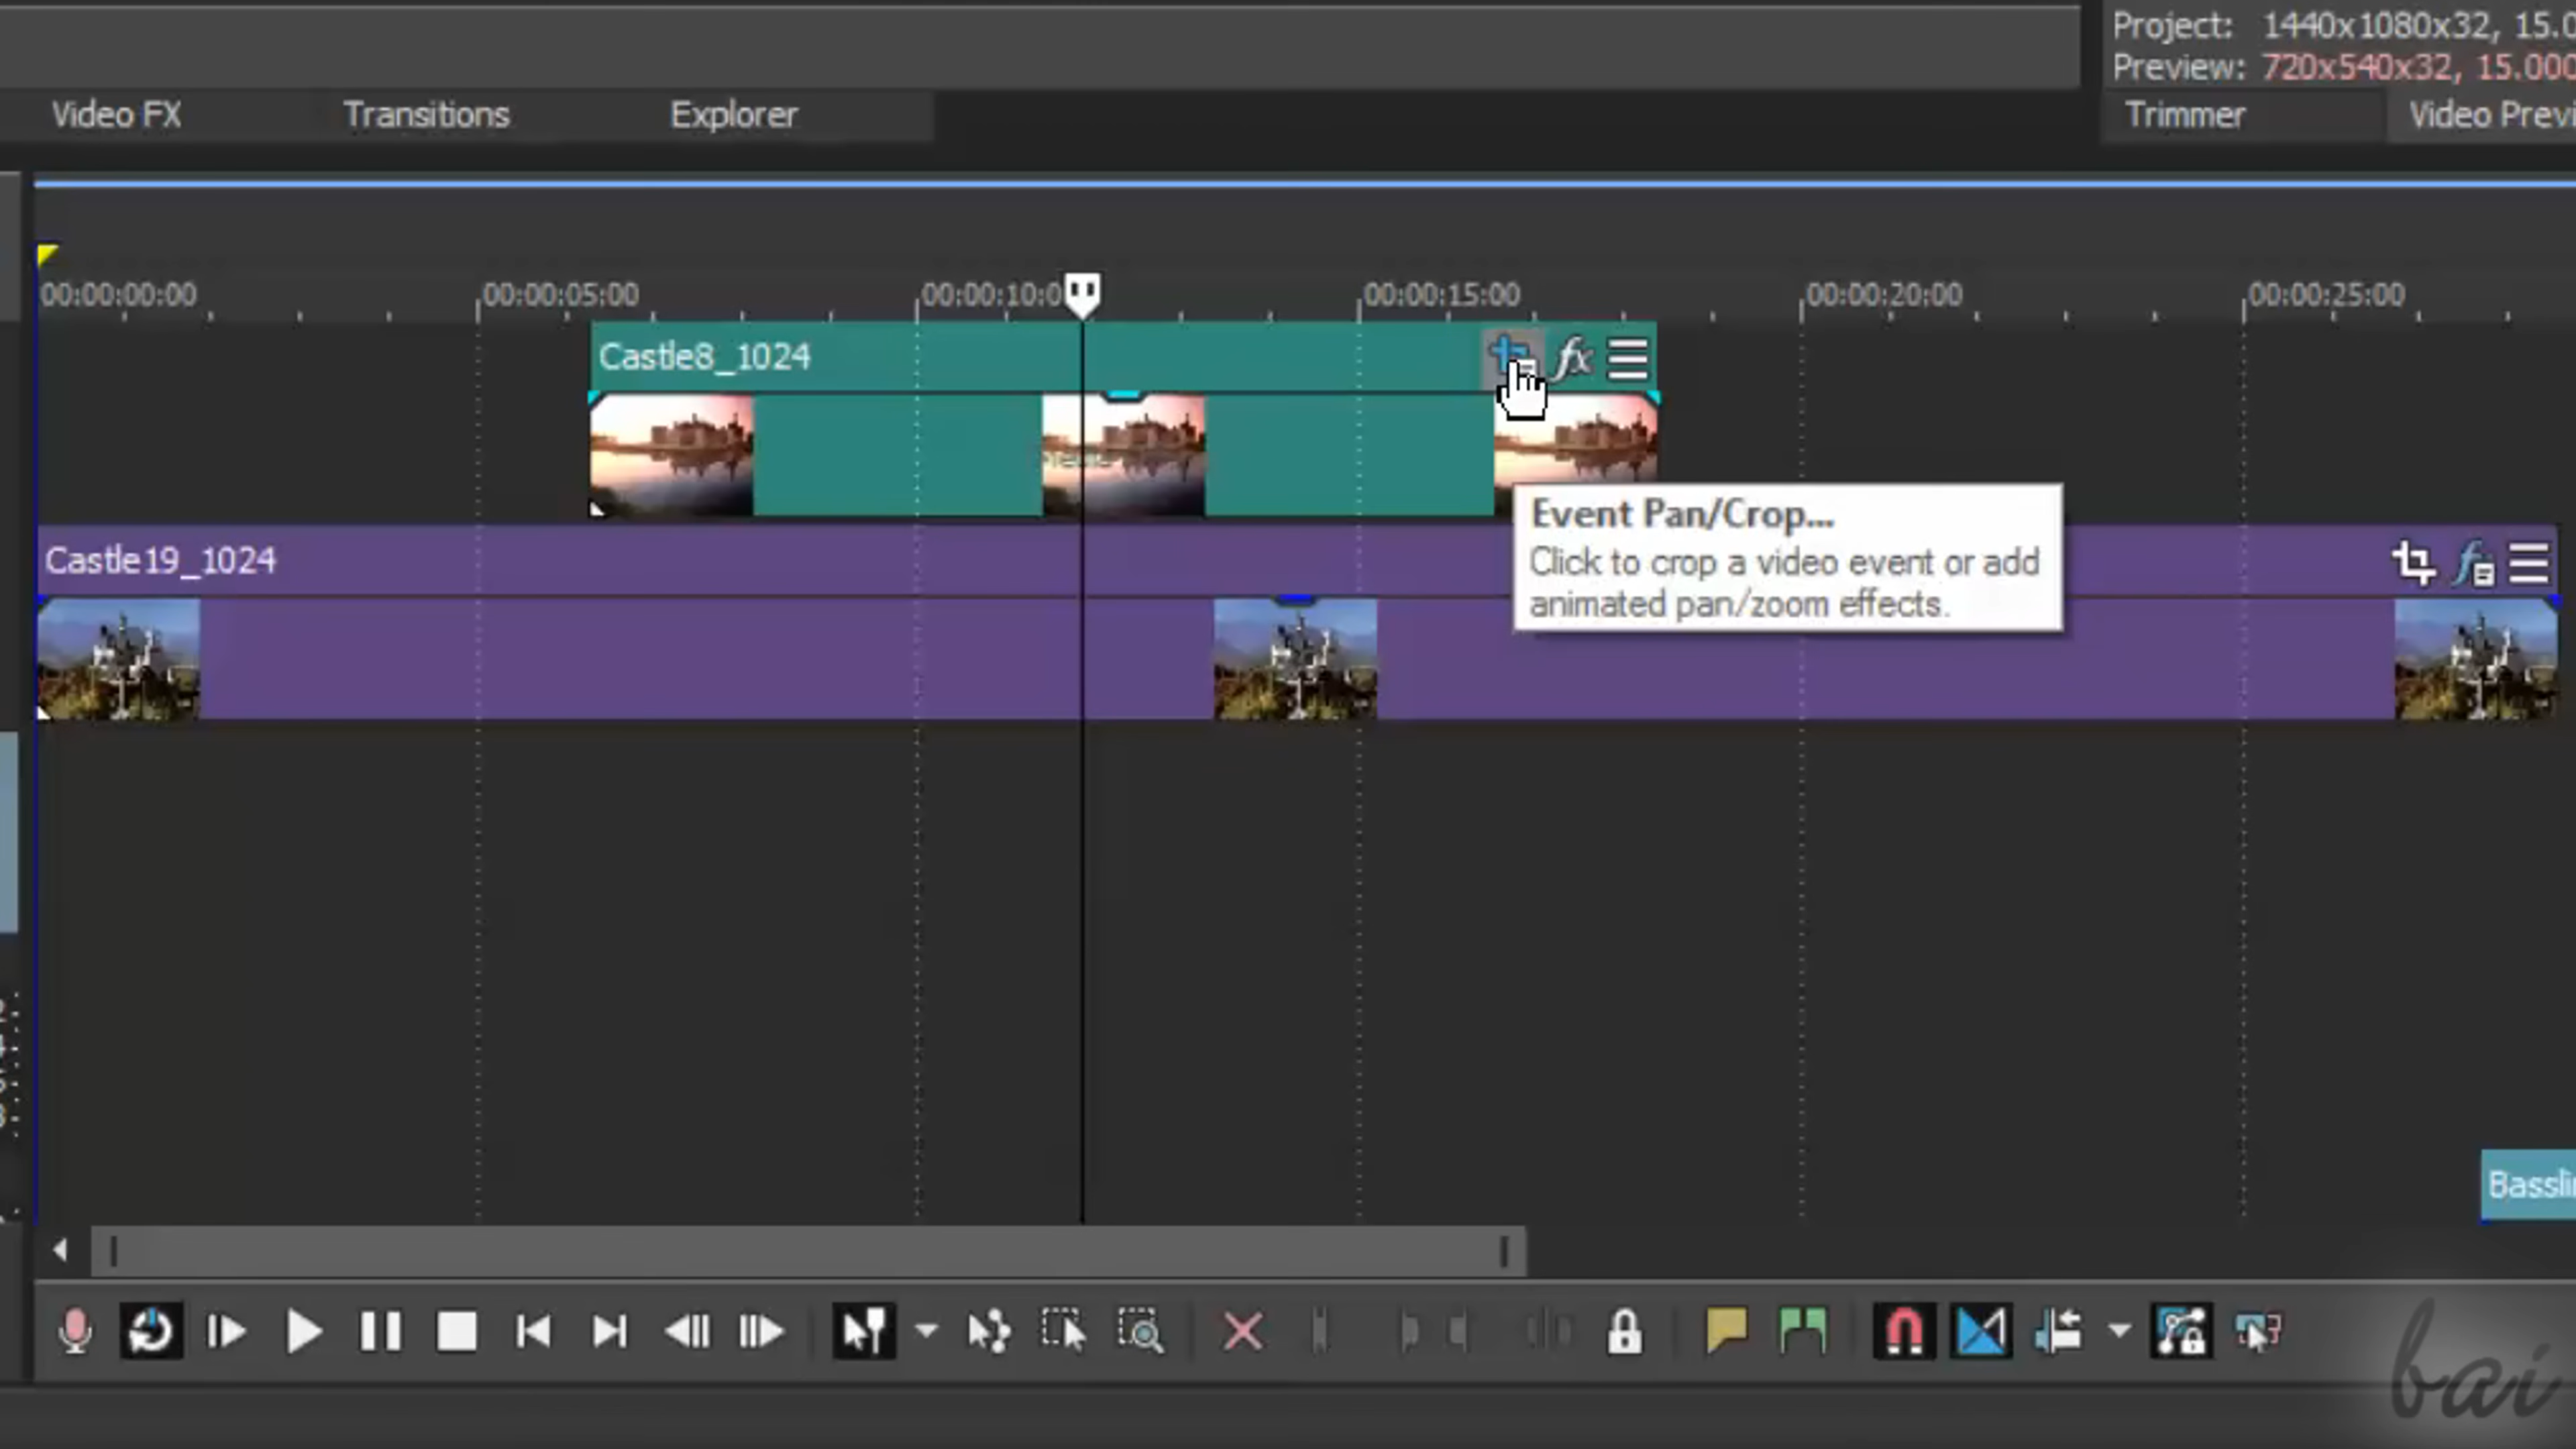 Project: 1440x1080x32, 15.0
Preview: 720x540x32, 15.000
Video FX
Transitions
Explorer
Trimmer
Video Previ
00:00:00:00
00:00:05:00
00:00:10:0
00:00:15:00
00:00:20:00
00:00:25:00
Castle8_1024
fx
Event Pan/Crop...
Click to crop a video event or add
animated pan/zoom effects.
Castle19_1024
Bassli
bai